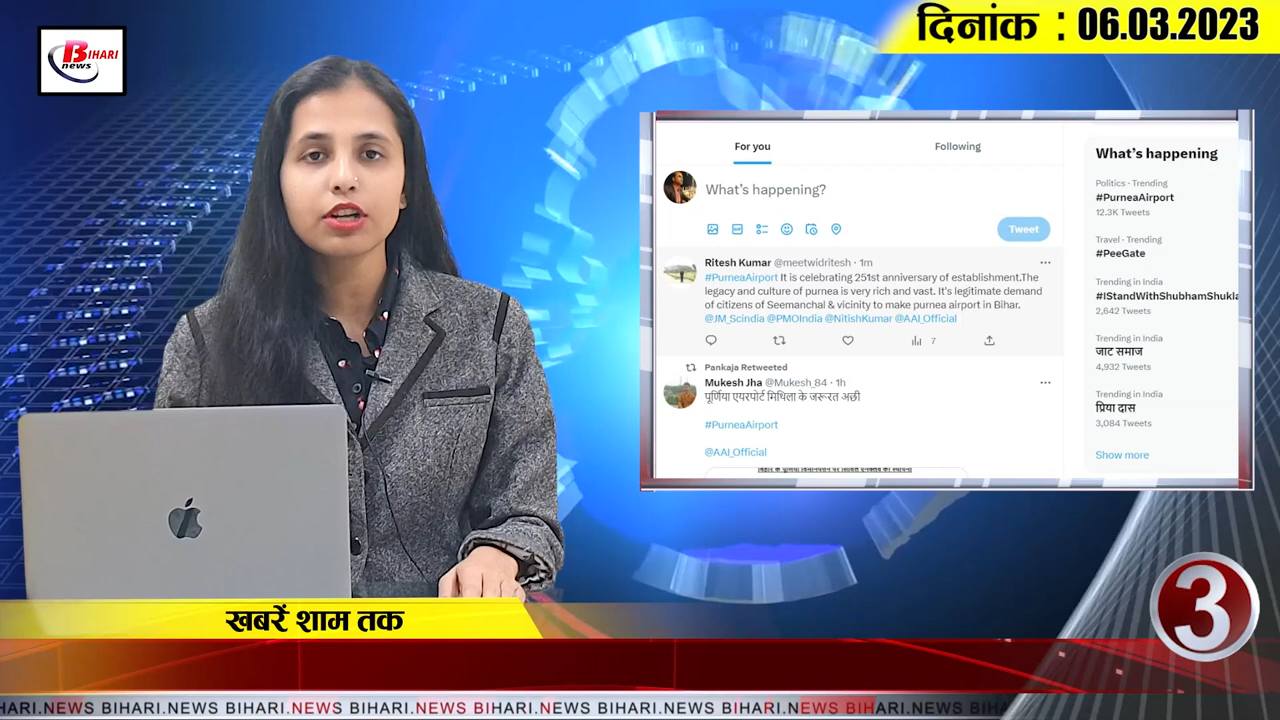 BIHARI
news
दिनांक : 06.03.2023
For you
Following
What's happening?
Tweet
Ritesh Kumar @meetwidritesh · 1m
#PurneaAirport It is celebrating 251st anniversary of establishment.The
legacy and culture of purnea is very rich and vast. It's legitimate demand
of citizens of Seemanchal & vicinity to make purnea airport in Bihar.
@JM_Scindia @PMOIndia @NitishKumar @AAI_Official
7
Pankaja Retweeted
Mukesh Jha @Mukesh_84 · 1h
पूर्णिया एयरपोर्ट मिथिला के जरूरत अछी
#PurneaAirport
@AAI_Official
What's happening
Politics · Trending
#PurneaAirport
12.3K Tweets
Travel · Trending
#PeeGate
Trending in India
#IStandWithShubhamShukla
2,642 Tweets
Trending in India
जाट समाज
4,932 Tweets
Trending in India
प्रिया दास
3,084 Tweets
Show more
3
खबरें शाम तक
HARI.NEWS BIHARI.NEWS BIHARI.NEWS BIHARI.NEWS BIHARI.NEWS BIHARI.NEWS BIHARI.NEWS BIHARI.NEWS BIHARI.NEWS BIHARI.NEWS